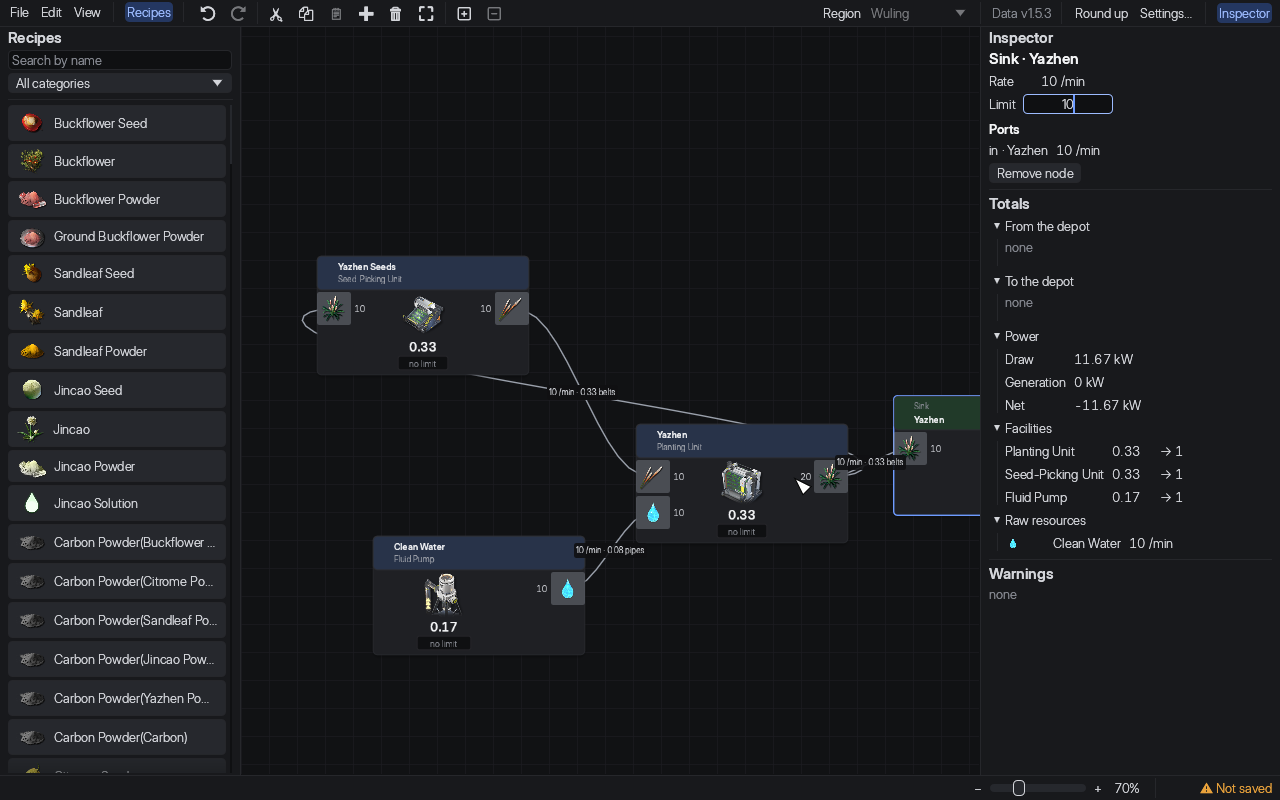 File Edit View Recipes Region Wuling Data v1.5.3 Round up Settings... Inspector
Recipes
Search by name
All categories
Buckflower Seed
Buckflower
Buckflower Powder
Ground Buckflower Powder
Sandleaf Seed
Sandleaf
Sandleaf Powder
Jincao Seed
Jincao
Jincao Powder
Jincao Solution
Carbon Powder(Buckflower ...
Carbon Powder(Citrome Po...
Carbon Powder(Sandleaf Po...
Carbon Powder(Jincao Pow...
Carbon Powder(Yazhen Po...
Carbon Powder(Carbon)
Yazhen Seeds
Seed Picking Unit
10 10
0.33
no limit
10 /min · 0.33 belts
Yazhen
Planting Unit
10 20
10
0.33
no limit
10 /min · 0.33 belts
Sink
Yazhen
10
Clean Water
Fluid Pump
10
0.17
no limit
10 /min · 0.08 pipes
Inspector
Sink · Yazhen
Rate 10 /min
Limit 10
Ports
in · Yazhen 10 /min
Remove node
Totals
From the depot
none
To the depot
none
Power
Draw 11.67 kW
Generation 0 kW
Net -11.67 kW
Facilities
Planting Unit 0.33 → 1
Seed-Picking Unit 0.33 → 1
Fluid Pump 0.17 → 1
Raw resources
Clean Water 10 /min
Warnings
none
− + 70% Not saved